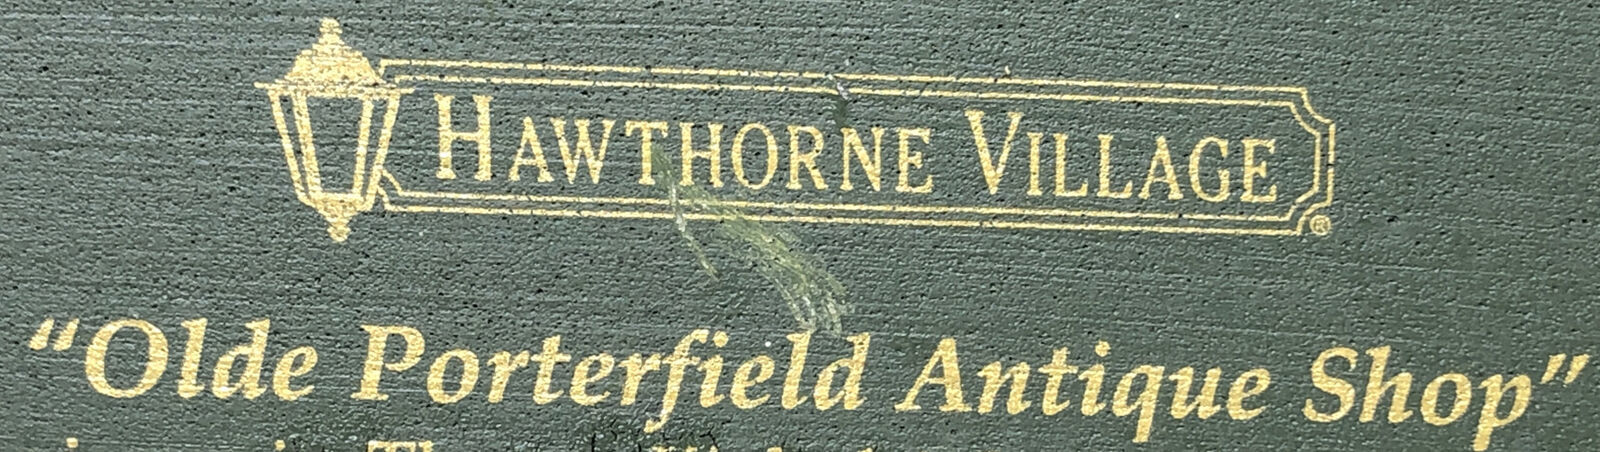 HAWTHORNE VILLAGE ®
“Olde Porterfield Antique Shop”